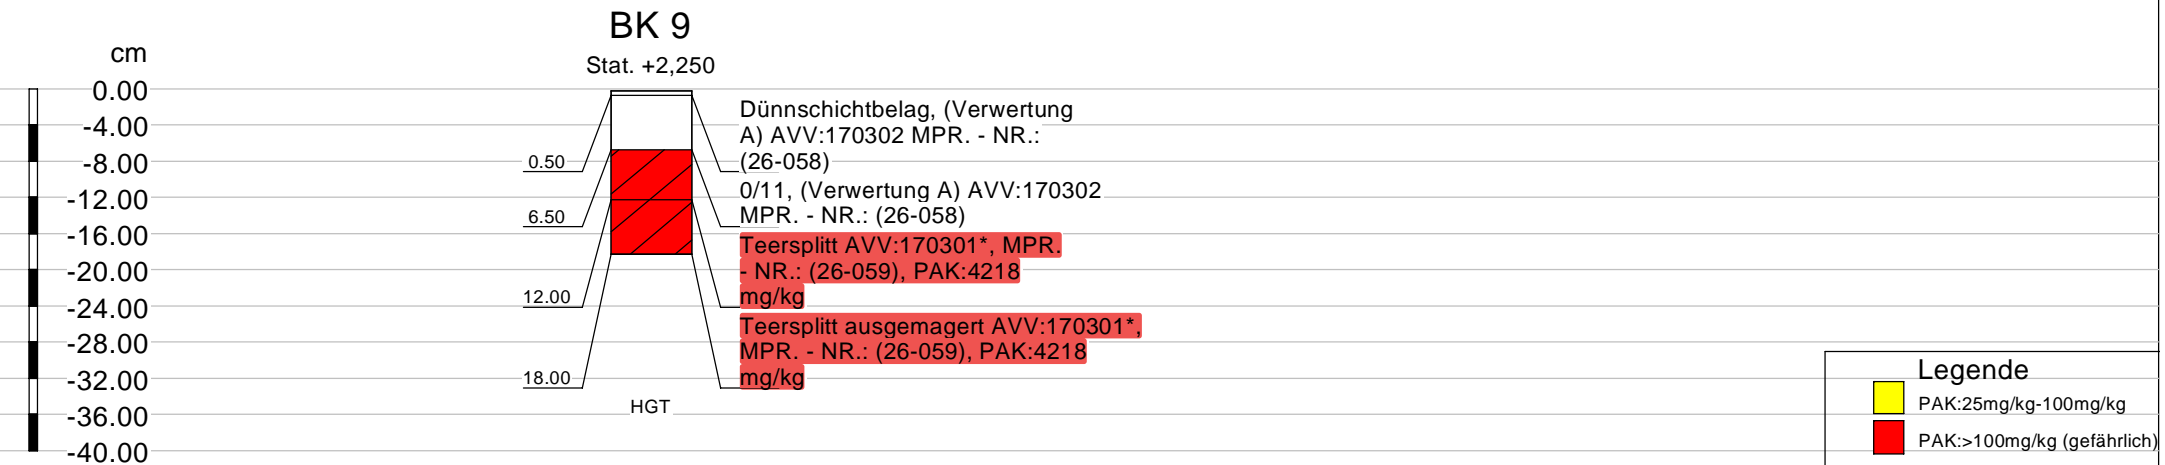 BK 9
Stat. +2,250
cm
0.00
-4.00
-8.00
-12.00
-16.00
-20.00
-24.00
-28.00
-32.00
-36.00
-40.00
0.50
6.50
12.00
18.00
Dünnschichtbelag, (Verwertung
A) AVV:170302 MPR. - NR.:
(26-058)
0/11, (Verwertung A) AVV:170302
MPR. - NR.: (26-058)
Teersplitt AVV:170301*, MPR.
- NR.: (26-059), PAK:4218
mg/kg
Teersplitt ausgemagert AVV:170301*,
MPR. - NR.: (26-059), PAK:4218
mg/kg
HGT
Legende
PAK:25mg/kg-100mg/kg
PAK:>100mg/kg (gefährlich)